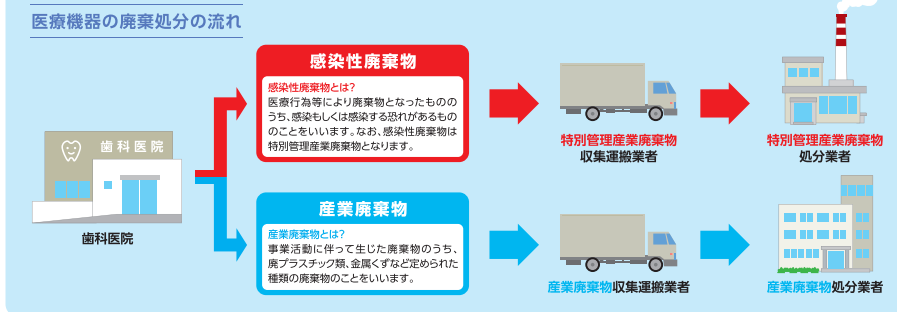 医療機器の廃棄処分の流れ
歯科医院
歯科医院
感染性廃棄物
感染性廃棄物とは?
医療行為等により廃棄物となったものの
うち、感染もしくは感染する恐れがあるもの
のことをいいます。なお、感染性廃棄物は
特別管理産業廃棄物となります。
特別管理産業廃棄物
収集運搬業者
特別管理産業廃棄物
処分業者
産業廃棄物
産業廃棄物とは?
事業活動に伴って生じた廃棄物のうち、
廃プラスチック類、金属くずなど定められた
種類の廃棄物のことをいいます。
産業廃棄物収集運搬業者
産業廃棄物処分業者